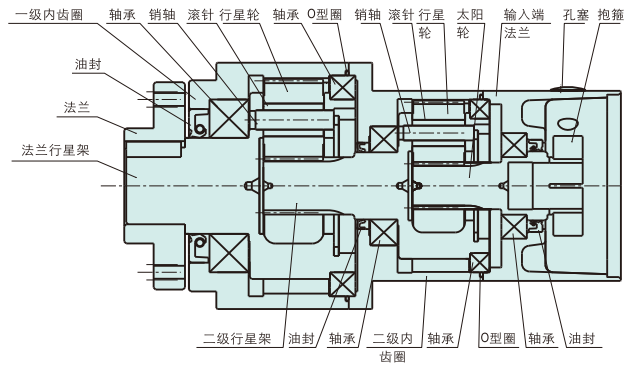 一级内齿圈 轴承 销轴 滚针 行星轮 轴承 O型圈 销轴 滚针 行星轮 太阳轮 输入端法兰 孔塞 抱箍
油封
法兰
法兰行星架
二级行星架 油封 轴承 二级内齿圈 轴承 O型圈 轴承 油封